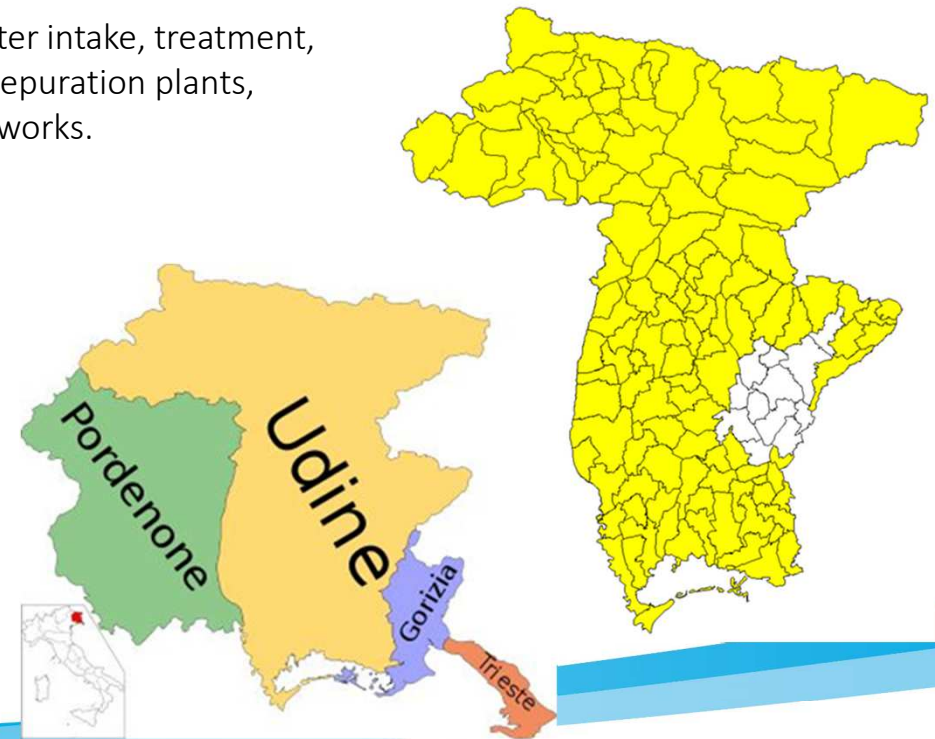 ter intake, treatment,
epuration plants,
works.
Pordenone
Udine
Gorizia
Trieste